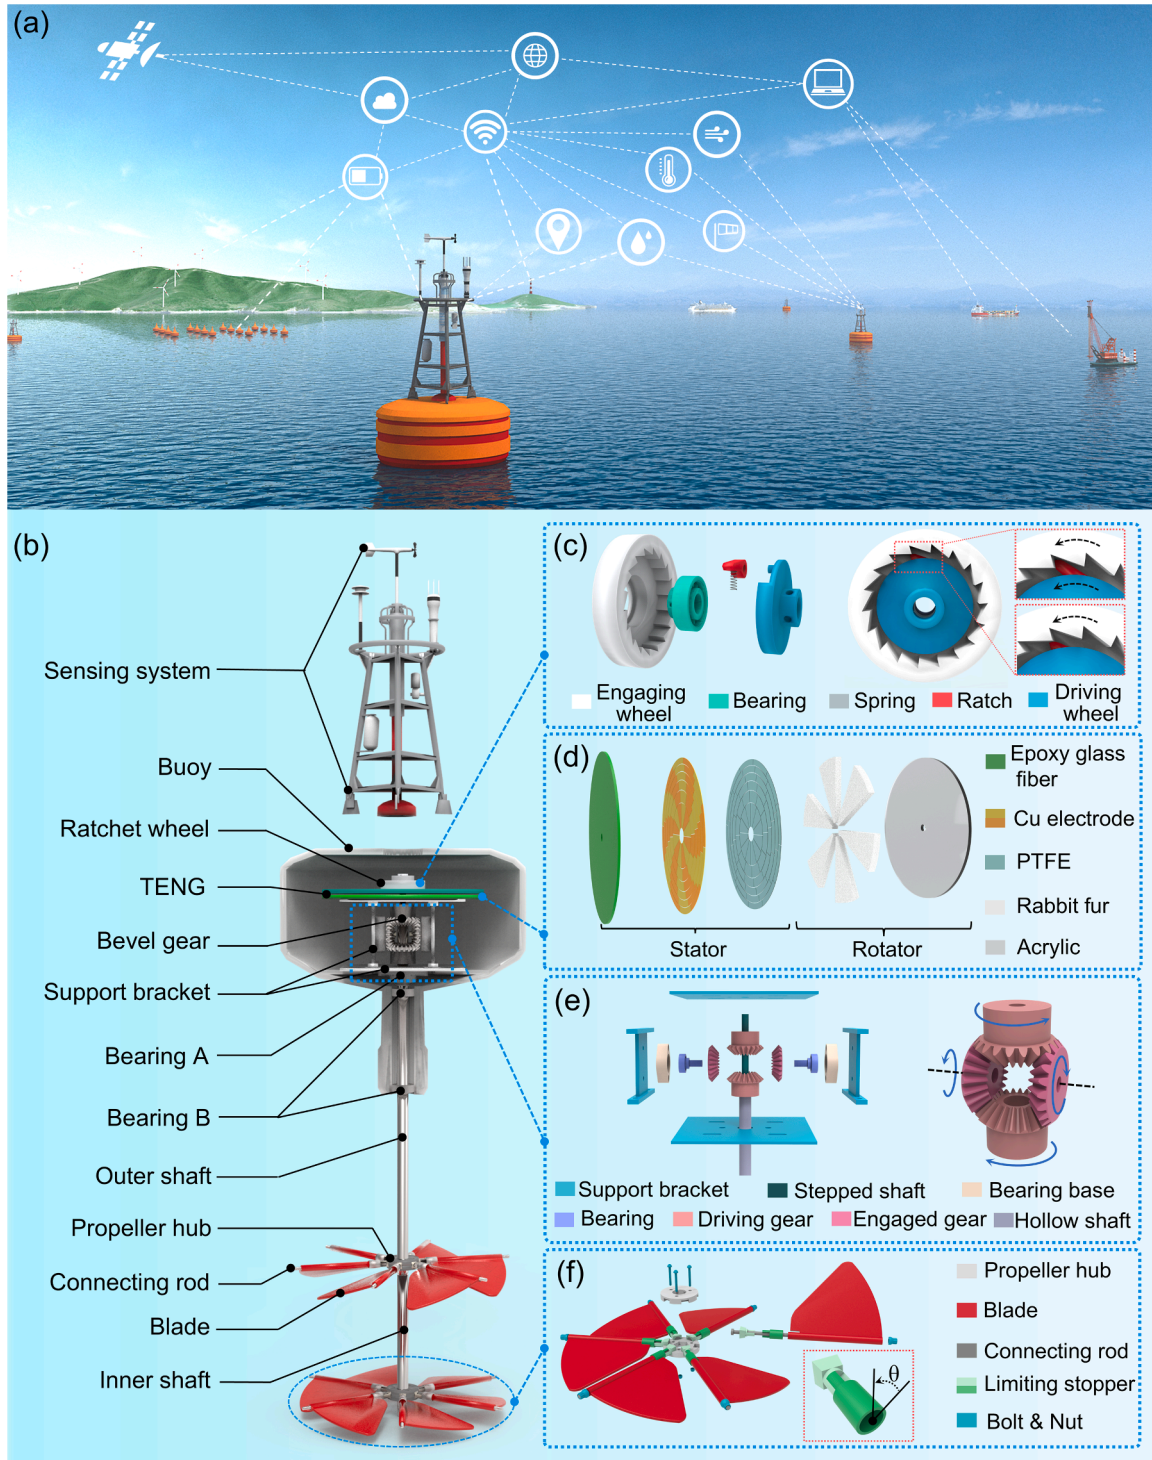 (a)
(b)
Sensing system
Buoy
Ratchet wheel
TENG
Bevel gear
Support bracket
Bearing A
Bearing B
Outer shaft
Propeller hub
Connecting rod
Blade
Inner shaft
(c)
Engaging
wheel
Bearing
Spring
Ratch
Driving
wheel
(d)
Epoxy glass
fiber
Cu electrode
PTFE
Rabbit fur
Acrylic
Stator
Rotator
(e)
Support bracket
Stepped shaft
Bearing base
Bearing
Driving gear
Engaged gear
Hollow shaft
(f)
Propeller hub
Blade
Connecting rod
Limiting stopper
Bolt & Nut
θ